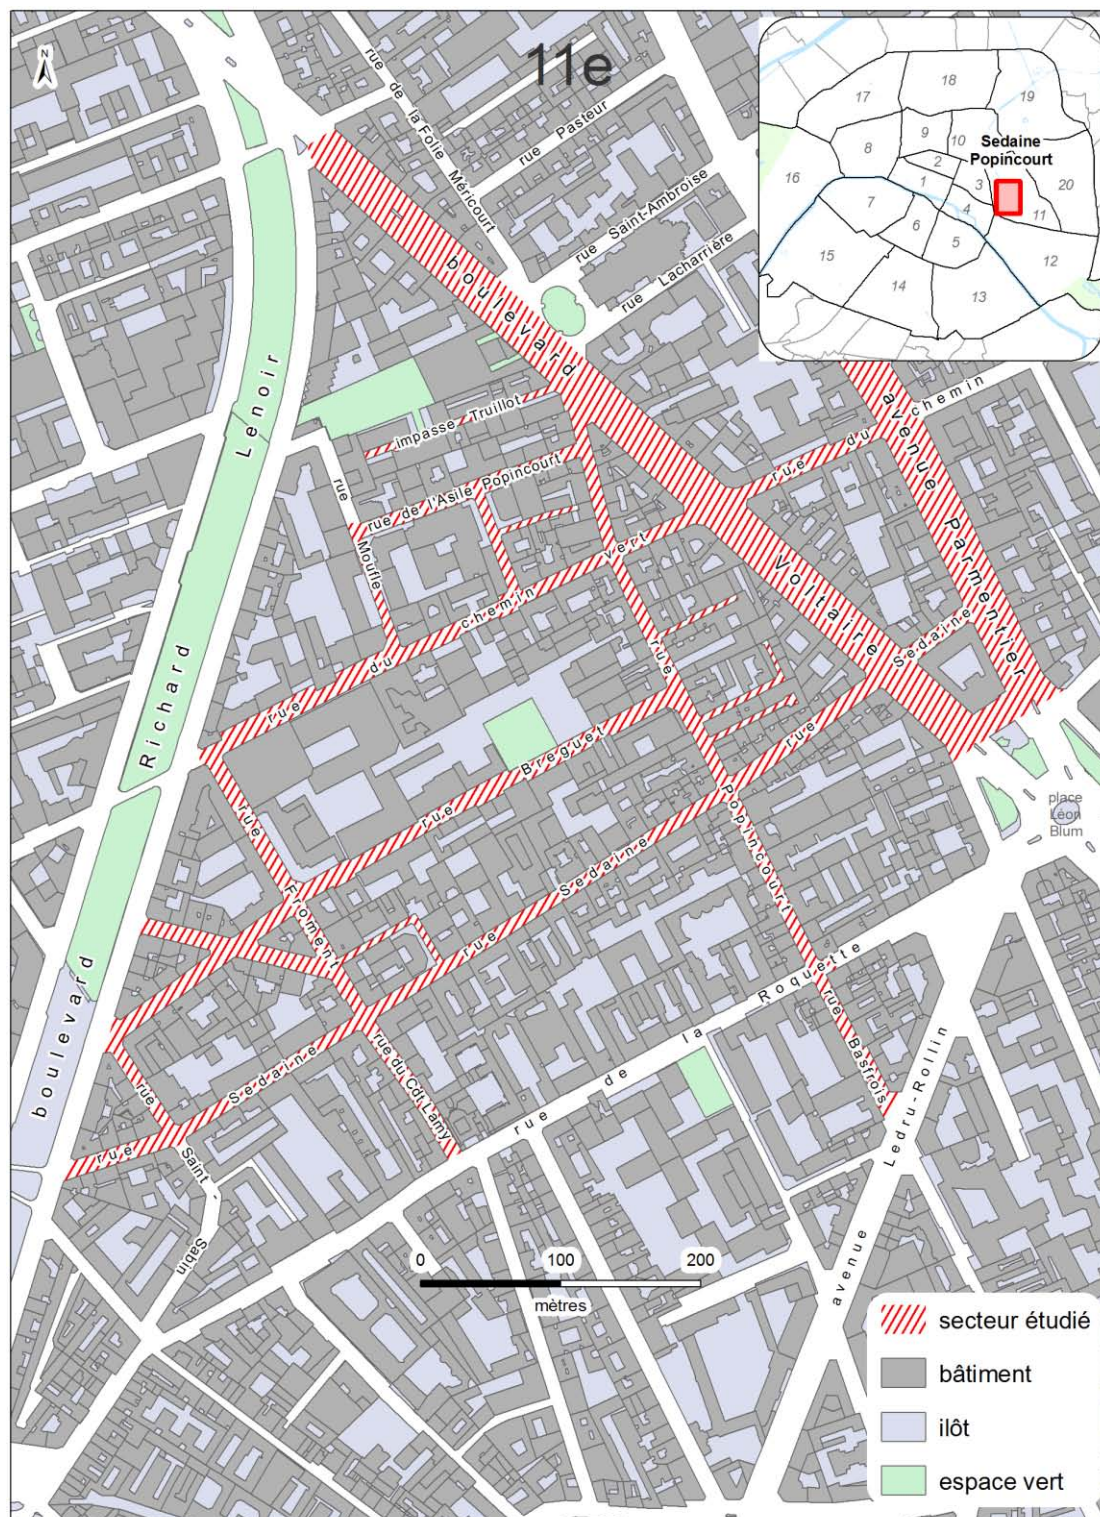 N
11e
rue de la Folie Méricourt
rue Pasteur
rue Saint-Ambroise
rue Lacharrière
17
18
19
9
10
8
2
Sedaine
Popincourt
16
1
3
20
7
4
11
6
5
15
12
14
13
boulevard
Voltaire
avenue Parmentier
rue du chemin
impasse Truillot
rue de l'Asile Popincourt
rue Moufle
rue du chemin vert
boulevard Richard Lenoir
rue Breguet
rue Sedaine
rue Popincourt
rue Froment
place
Léon
Blum
rue Sedaine
rue du Cdt Lamy
rue Saint-Sabin
rue de la Roquette
rue Basfrois
avenue Ledru-Rollin
0 100 200
mètres
secteur étudié
bâtiment
ilôt
espace vert